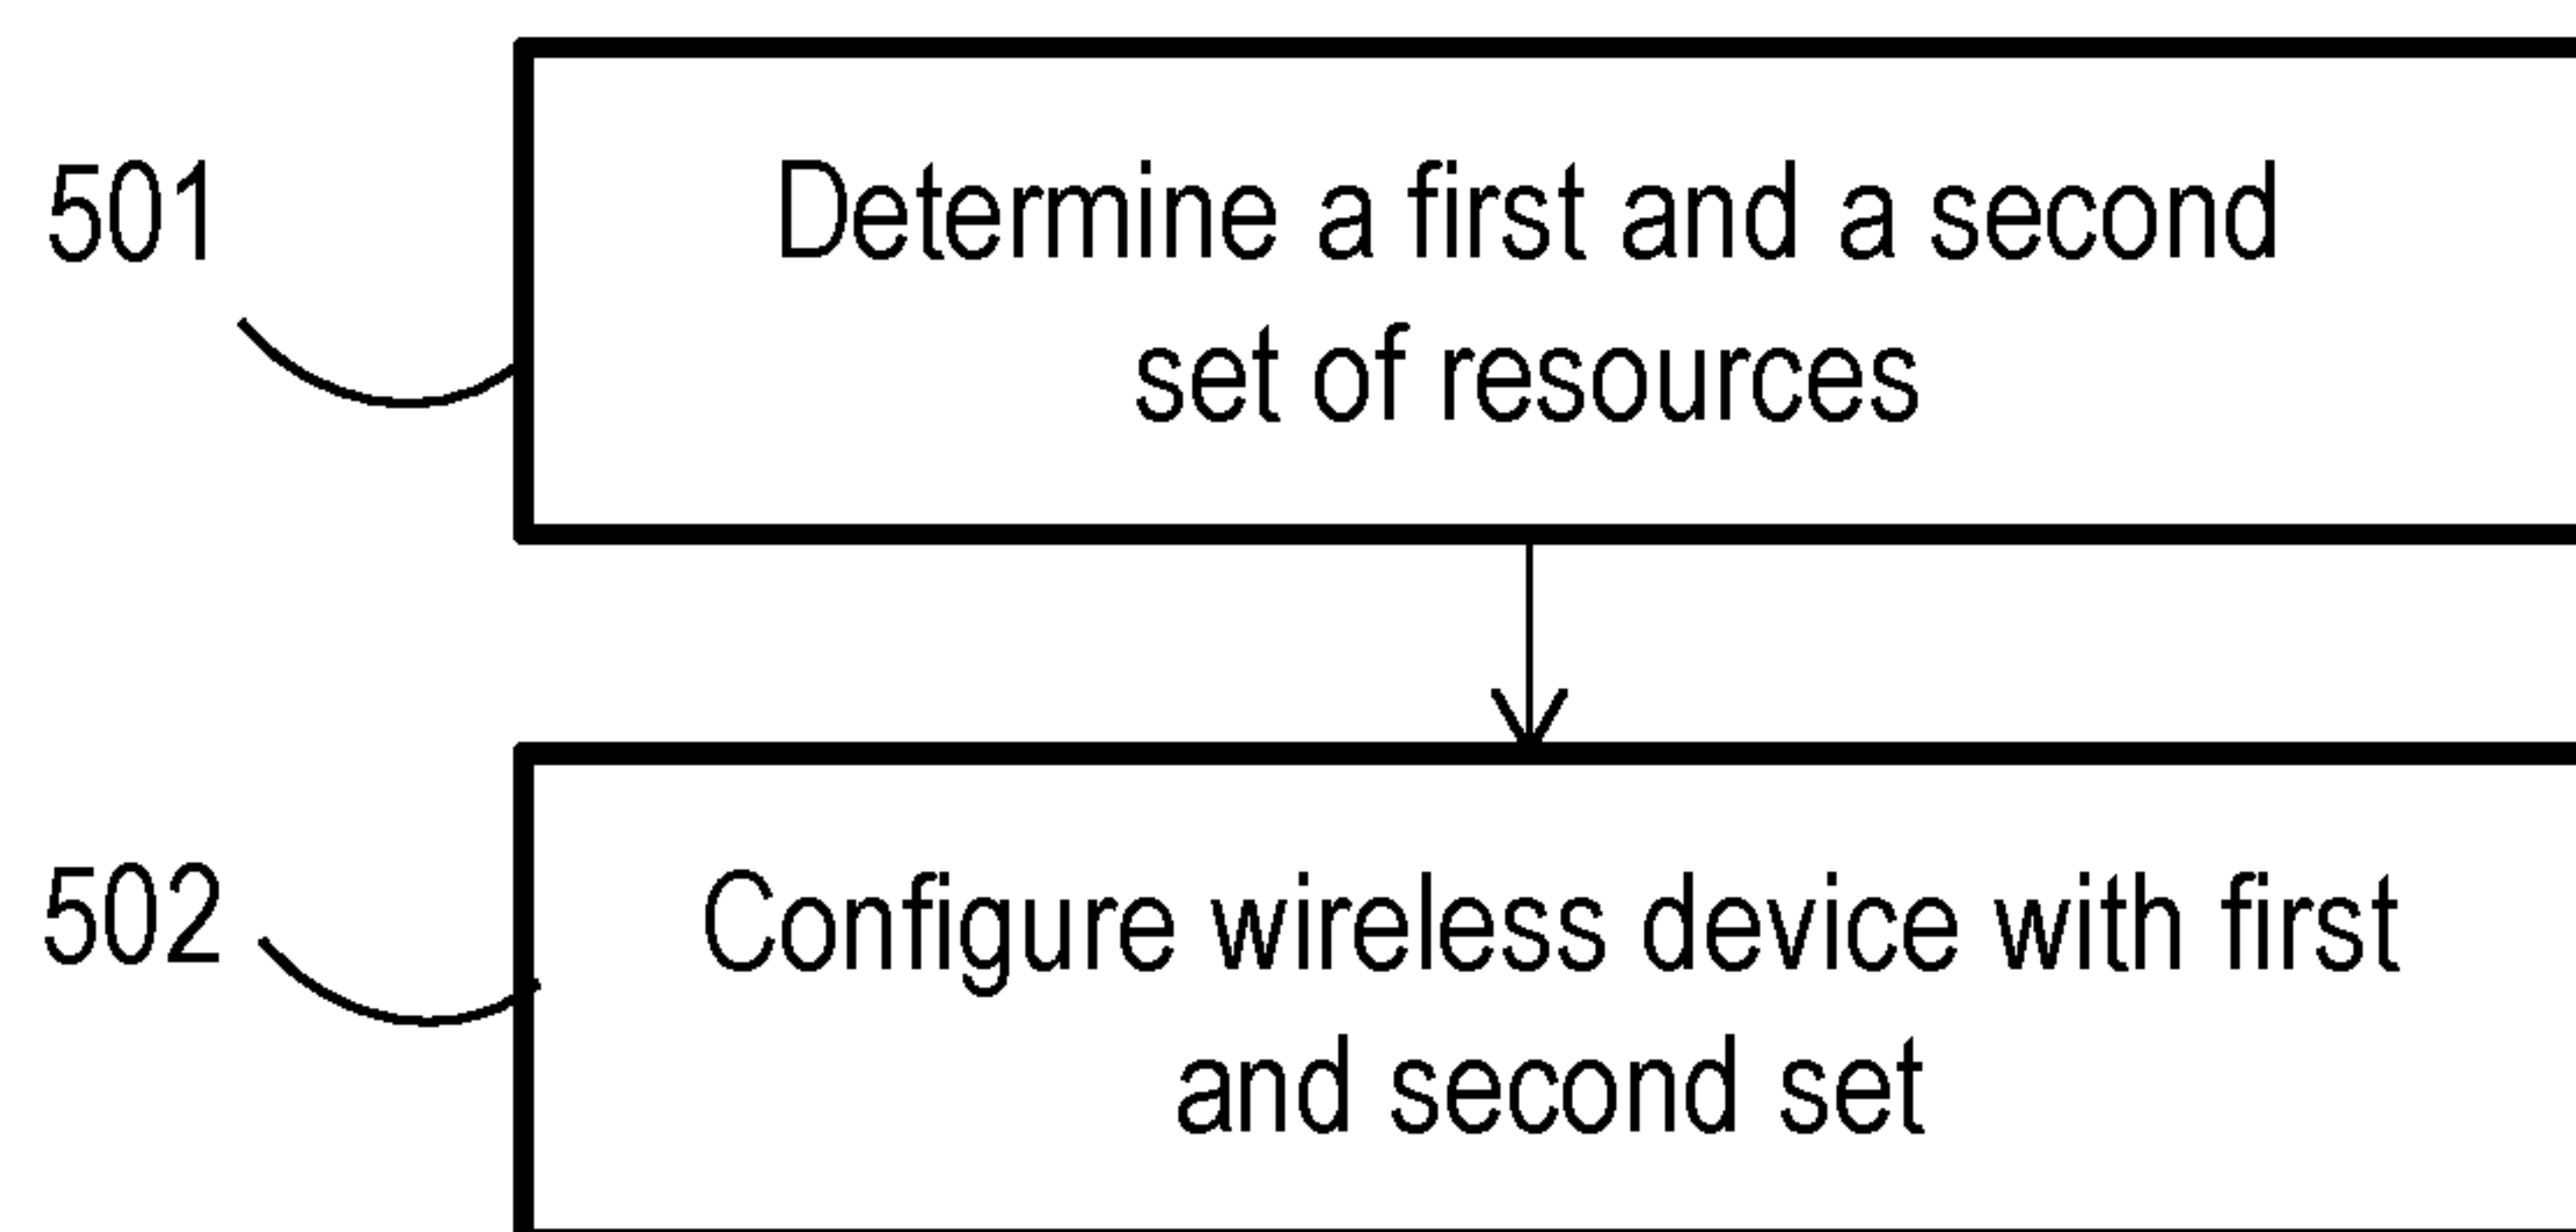 501
Determine a first and a second
set of resources
502
Configure wireless device with first
and second set